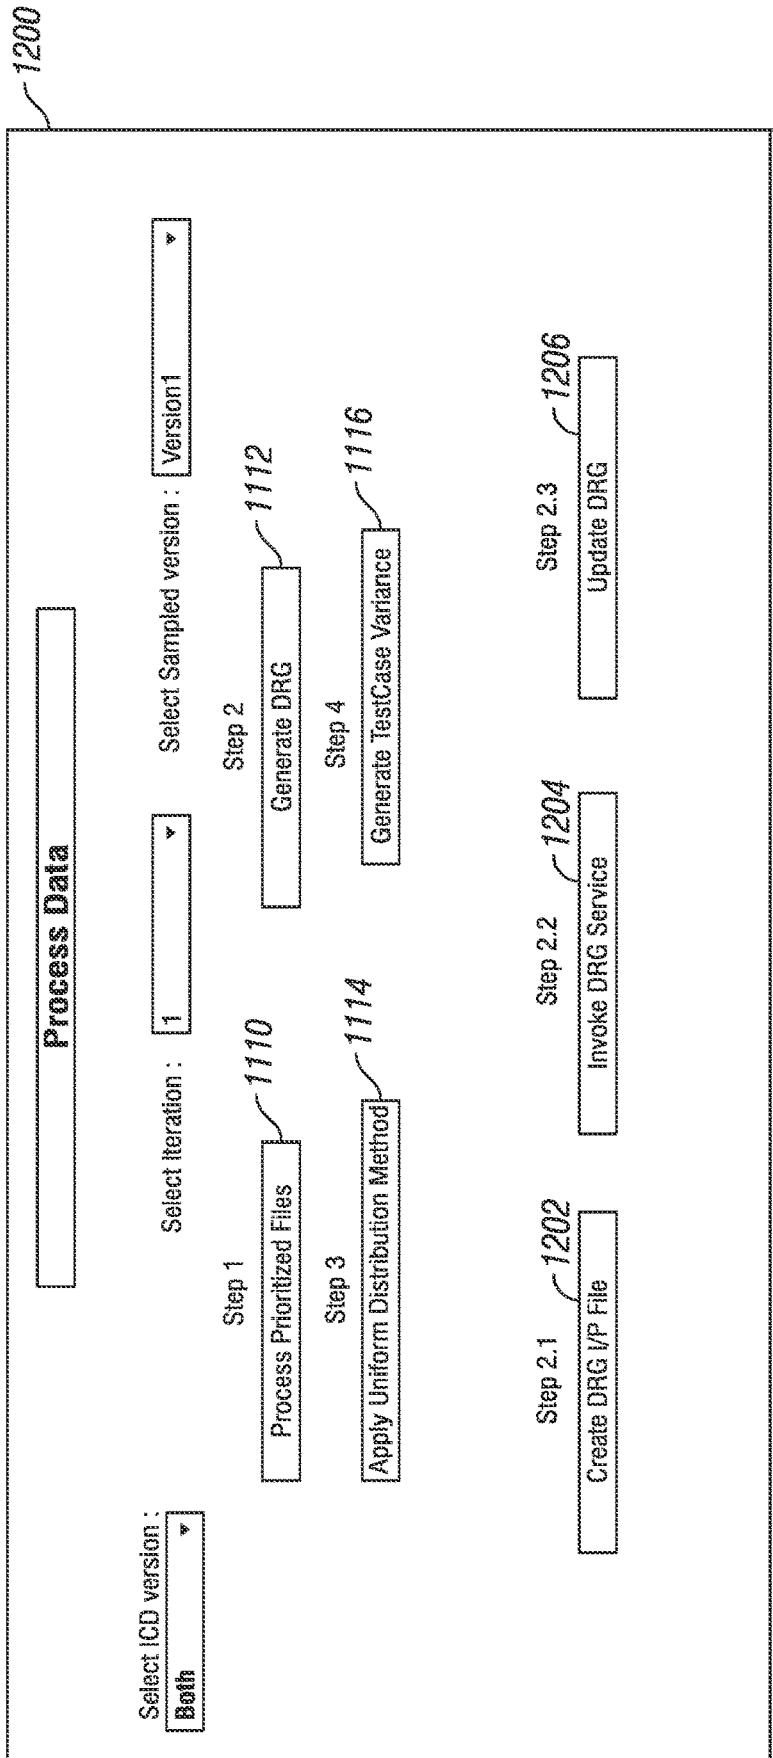 1200
Process Data
Select ICD version :
Both
Select Iteration :
1
Select Sampled version :
Version1
Step 1
Process Prioritized Files
1110
Step 2
Generate DRG
1112
Step 3
Apply Uniform Distribution Method
1114
Step 4
Generate TestCase Variance
1116
Step 2.1
Create DRG I/P File
1202
Step 2.2
Invoke DRG Service
1204
Step 2.3
Update DRG
1206